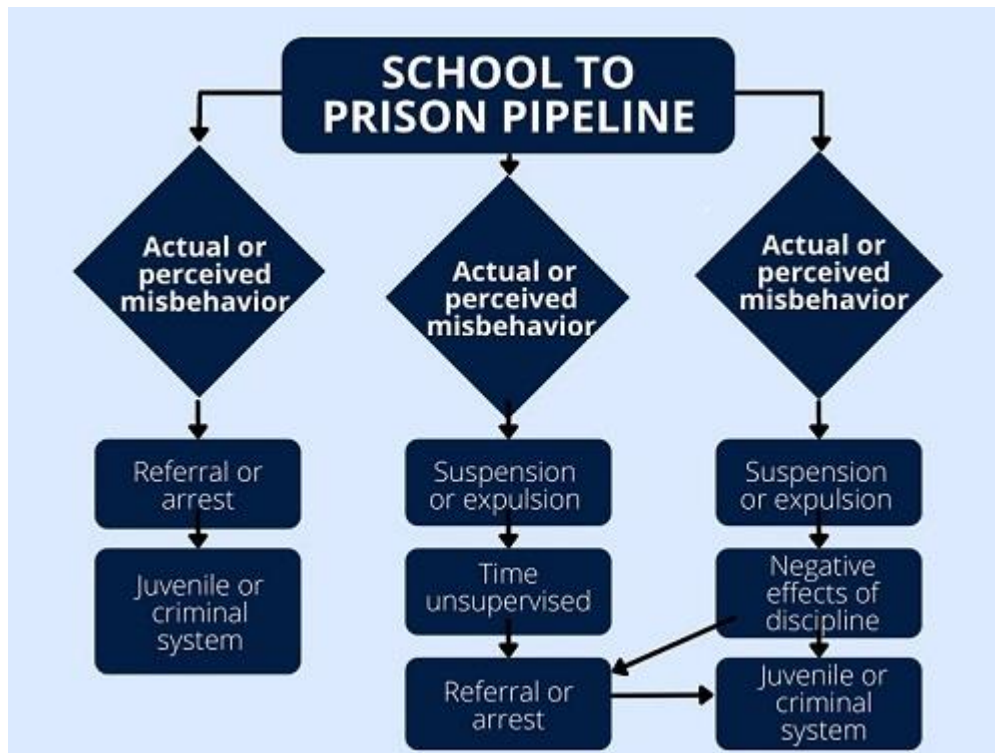 SCHOOL TO
PRISON PIPELINE
Actual or
perceived
misbehavior
Referral or
arrest
Juvenile or
criminal
system
Actual or
perceived
misbehavior
Suspension
or expulsion
Time
unsupervised
Referral or
arrest
Actual or
perceived
misbehavior
Suspension
or expulsion
Negative
effects of
discipline
Juvenile or
criminal
system